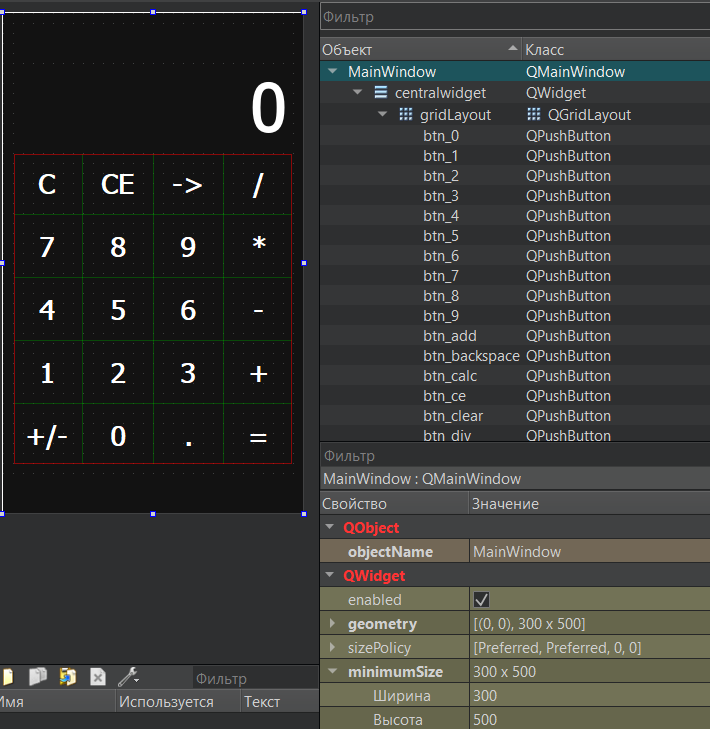 0
C CE -> /
7 8 9 *
4 5 6 -
1 2 3 +
+/- 0 . =
Имя Используется Текст
Фильтр
Фильтр
Объект Класс
MainWindow QMainWindow
centralwidget QWidget
gridLayout QGridLayout
btn_0 QPushButton
btn_1 QPushButton
btn_2 QPushButton
btn_3 QPushButton
btn_4 QPushButton
btn_5 QPushButton
btn_6 QPushButton
btn_7 QPushButton
btn_8 QPushButton
btn_9 QPushButton
btn_add QPushButton
btn_backspace QPushButton
btn_calc QPushButton
btn_ce QPushButton
btn_clear QPushButton
btn_div QPushButton
Фильтр
MainWindow : QMainWindow
Свойство Значение
QObject
objectName MainWindow
QWidget
enabled
geometry [(0, 0), 300 x 500]
sizePolicy [Preferred, Preferred, 0, 0]
minimumSize 300 x 500
Ширина 300
Высота 500